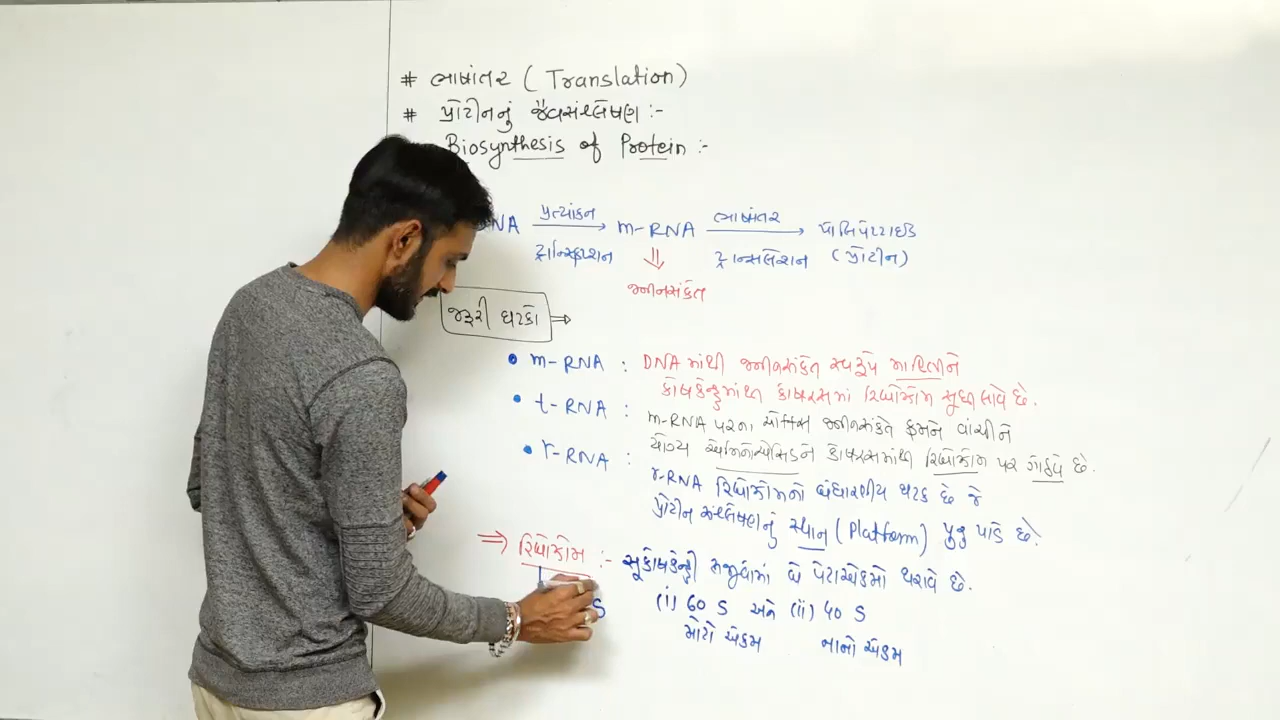 # ભાષાંતર ( Translation )
# પ્રોટીનનું જૈવસંશ્લેષણ :-
Biosynthesis of Protein :-
NA પ્રત્યાંકન m-RNA ભાષાંતર પોલિપેપ્ટાઇડ
ટ્રાન્સ્ક્રિપ્શન ટ્રાન્સલેશન ( પ્રોટીન )
જનીનસંકેત
જરૂરી ઘટકો ⇒
• m-RNA : DNA માંથી જનીનસંકેત સ્વરૂપે માહિતીને
કોષકેન્દ્રમાંથી કોષરસમાં રિબોઝોમ સુધી લાવે છે.
• t-RNA : m-RNA પરના ચોક્કસ જનીનસંકેત ક્રમને વાંચીને
યોગ્ય એમિનોએસિડને કોષરસમાંથી રિબોઝોમ પર ગોઠવે છે.
• r-RNA : r-RNA રિબોઝોમનો બંધારણીય ઘટક છે જે
પ્રોટીન સંશ્લેષણનું સ્થાન ( Platform ) પુરુ પાડે છે.
⇒ રિબોઝોમ :- સુકોષકેન્દ્રી સજીવોમાં બે પેટાએકમો ધરાવે છે.
S (i) 60 S અને (ii) 40 S
મોટો એકમ નાનો એકમ